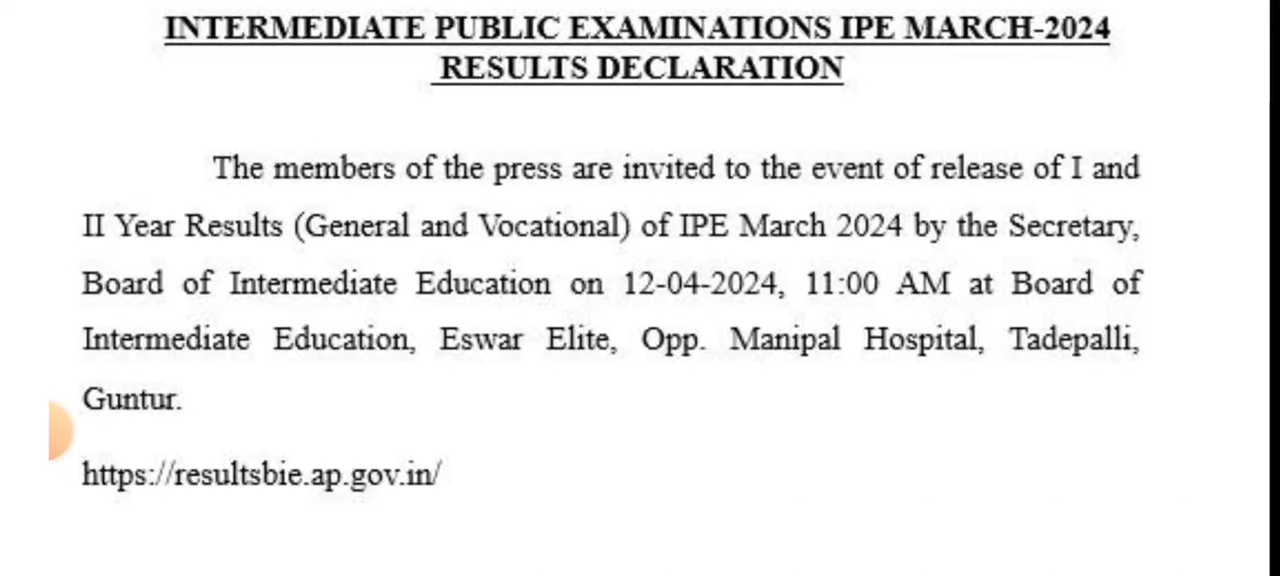 INTERMEDIATE PUBLIC EXAMINATIONS IPE MARCH-2024
RESULTS DECLARATION
The members of the press are invited to the event of release of I and
II Year Results (General and Vocational) of IPE March 2024 by the Secretary,
Board of Intermediate Education on 12-04-2024, 11:00 AM at Board of
Intermediate Education, Eswar Elite, Opp. Manipal Hospital, Tadepalli,
Guntur.
https://resultsbie.ap.gov.in/